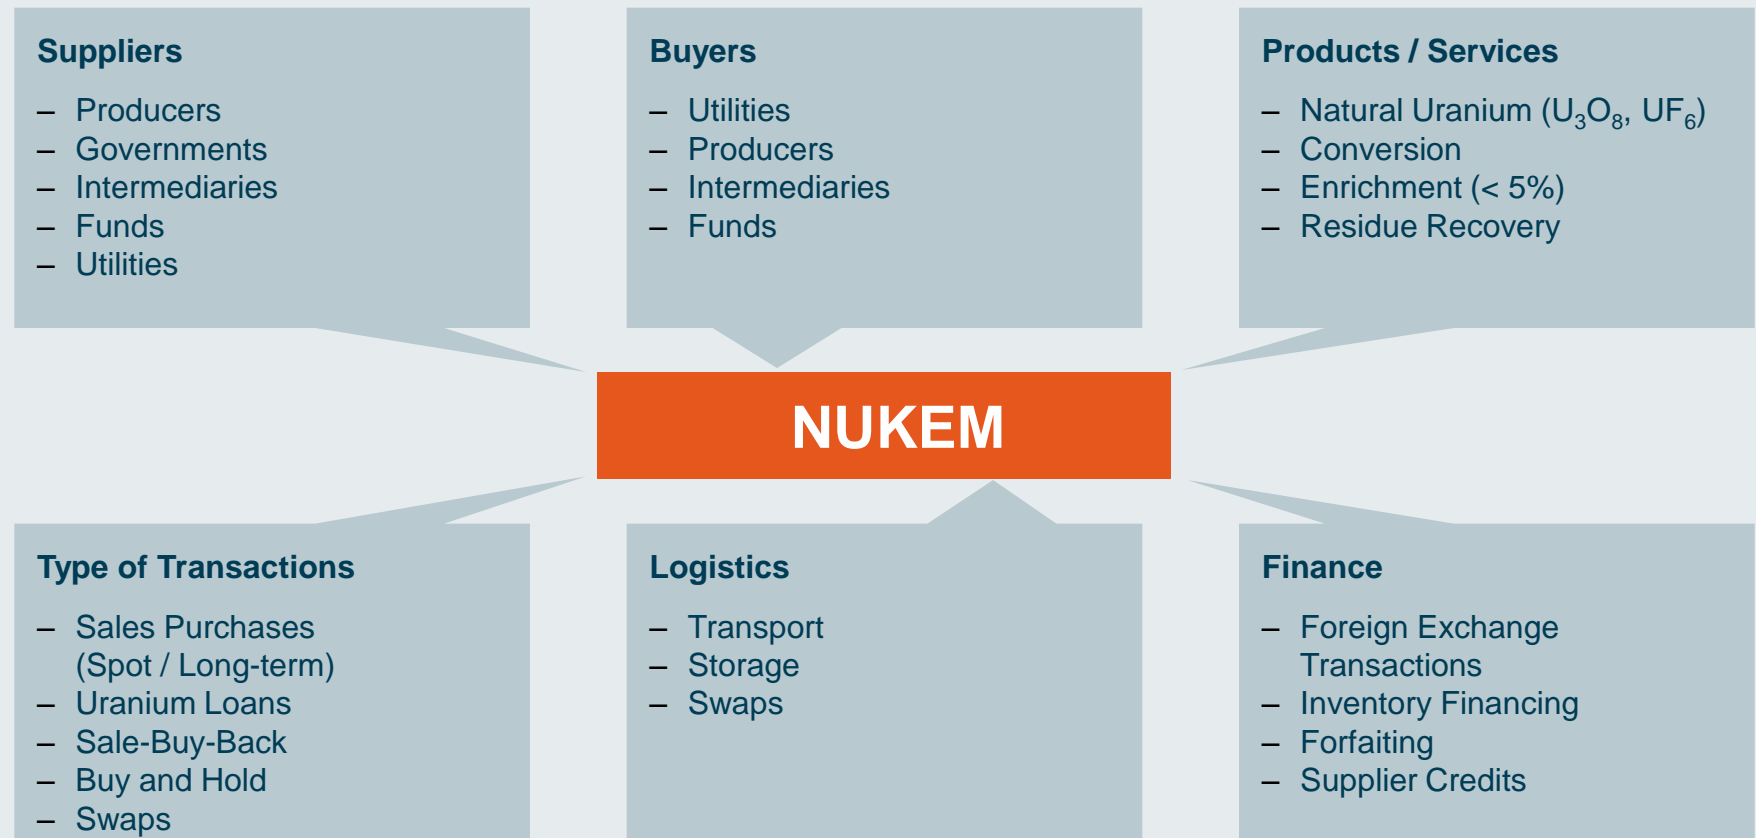 Suppliers
– Producers
– Governments
– Intermediaries
– Funds
– Utilities
Buyers
– Utilities
– Producers
– Intermediaries
– Funds
Products / Services
– Natural Uranium (U₃O₈, UF₆)
– Conversion
– Enrichment (< 5%)
– Residue Recovery
NUKEM
Type of Transactions
– Sales Purchases
(Spot / Long-term)
– Uranium Loans
– Sale-Buy-Back
– Buy and Hold
– Swaps
Logistics
– Transport
– Storage
– Swaps
Finance
– Foreign Exchange
Transactions
– Inventory Financing
– Forfaiting
– Supplier Credits